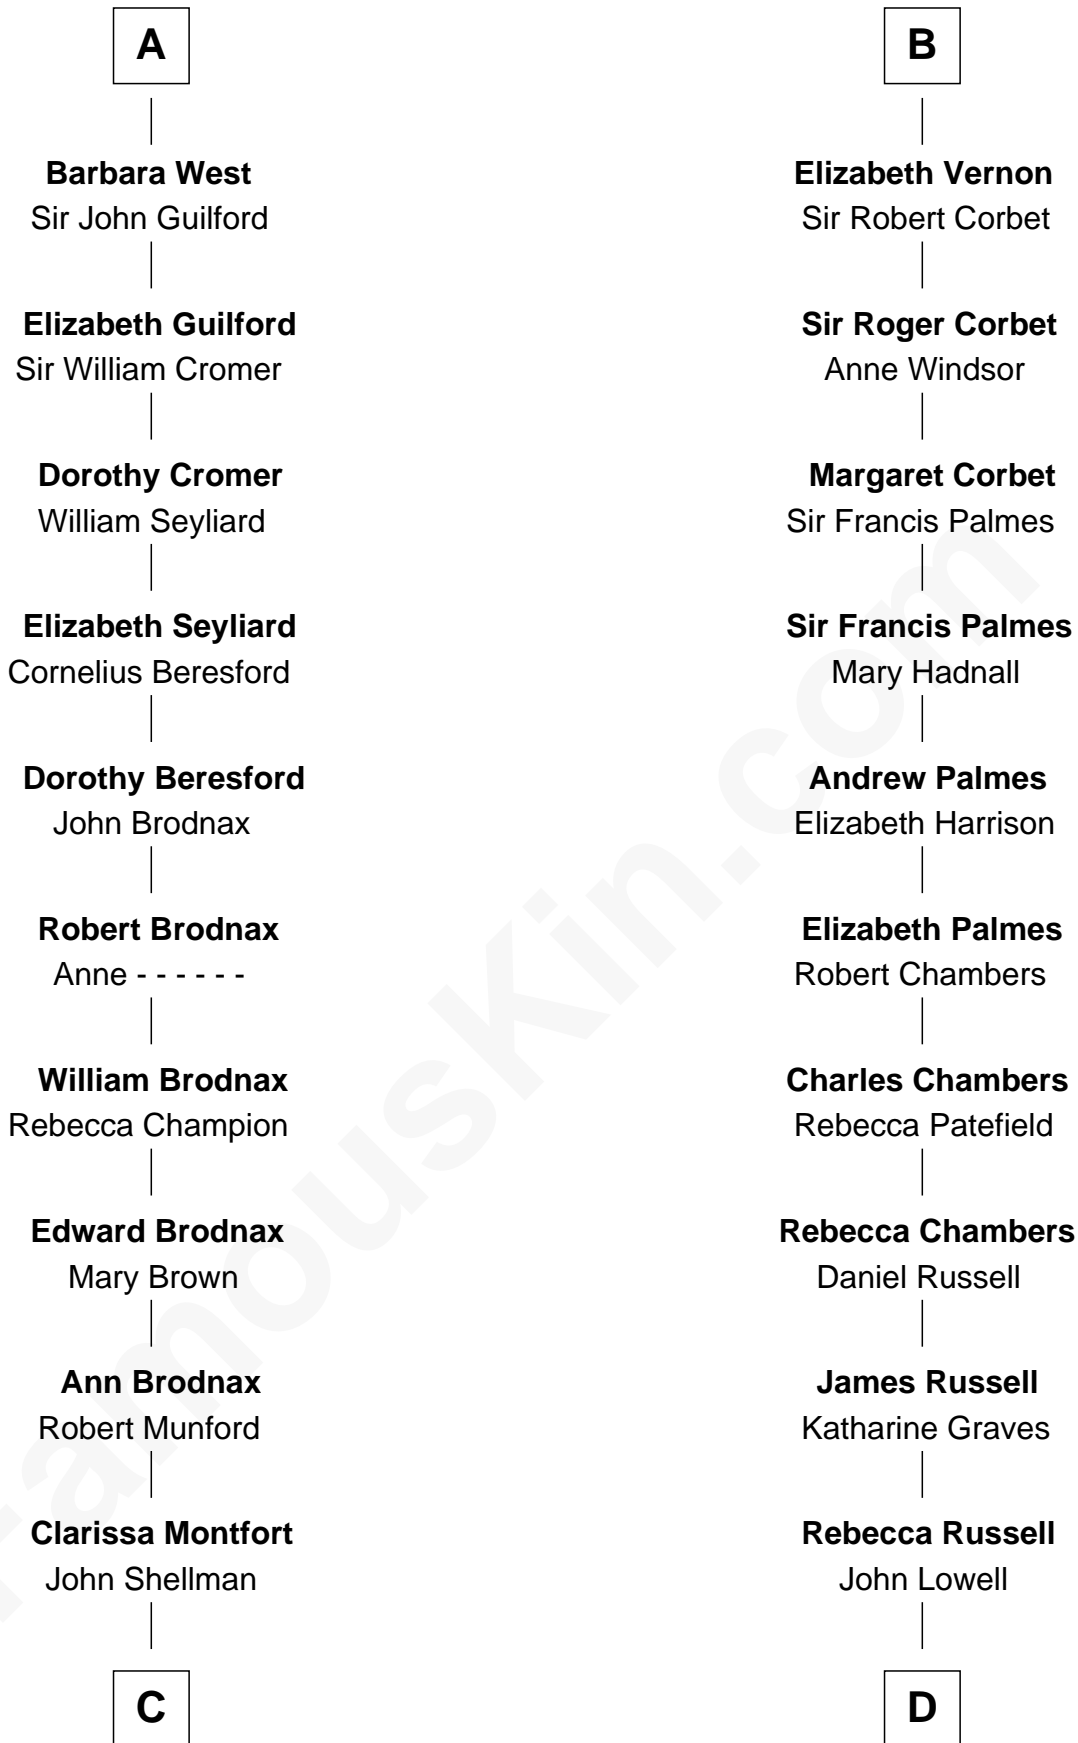 A
Barbara West
Sir John Guilford
Elizabeth Guilford
Sir William Cromer
Dorothy Cromer
William Seyliard
Elizabeth Seyliard
Cornelius Beresford
Dorothy Beresford
John Brodnax
Robert Brodnax
Anne - - - - - -
William Brodnax
Rebecca Champion
Edward Brodnax
Mary Brown
Ann Brodnax
Robert Munford
Clarissa Montfort
John Shellman
C
B
Elizabeth Vernon
Sir Robert Corbet
Sir Roger Corbet
Anne Windsor
Margaret Corbet
Sir Francis Palmes
Sir Francis Palmes
Mary Hadnall
Andrew Palmes
Elizabeth Harrison
Elizabeth Palmes
Robert Chambers
Charles Chambers
Rebecca Patefield
Rebecca Chambers
Daniel Russell
James Russell
Katharine Graves
Rebecca Russell
John Lowell
D
FamousKin.com